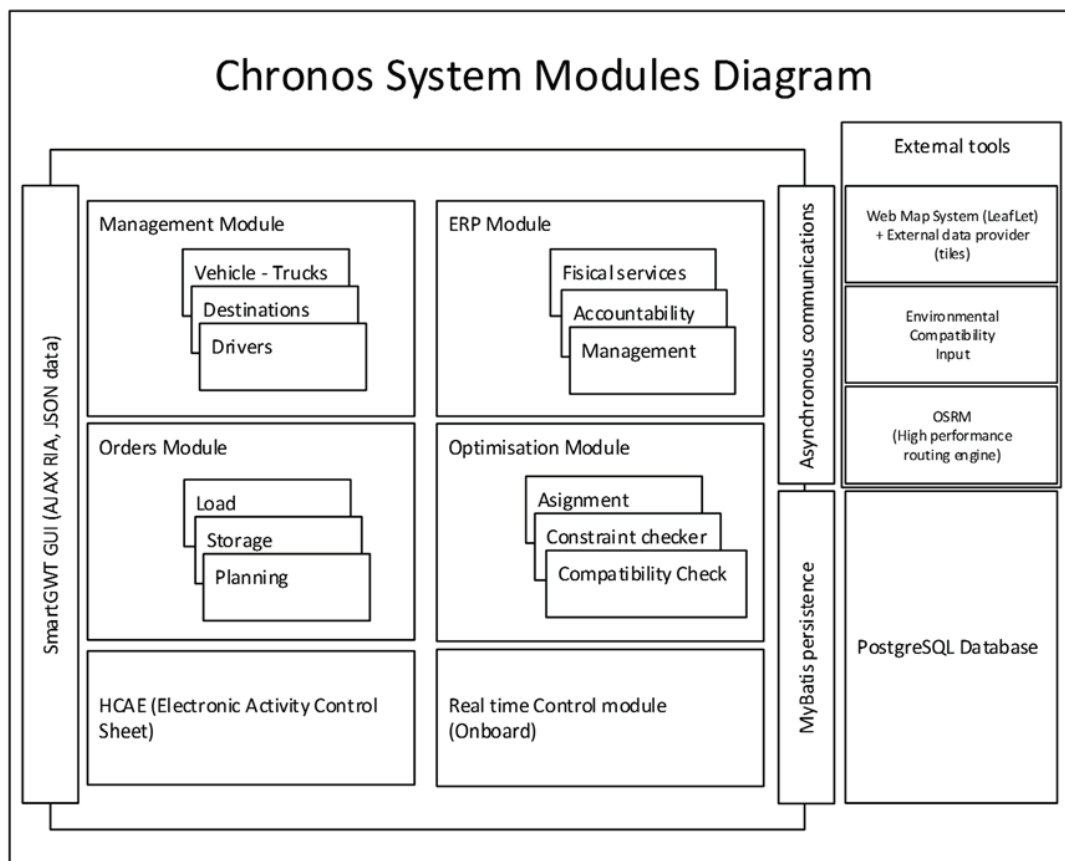 Chronos System Modules Diagram
SmartGWT GUI (AJAX RIA, JSON data)
Management Module
Vehicle - Trucks
Destinations
Drivers
ERP Module
Fisical services
Accountability
Management
Orders Module
Load
Storage
Planning
Optimisation Module
Asignment
Constraint checker
Compatibility Check
HCAE (Electronic Activity Control
Sheet)
Real time Control module
(Onboard)
Asynchronous communications
MyBatis persistence
External tools
Web Map System (LeafLet)
+ External data provider
(tiles)
Environmental
Compatibility
Input
OSRM
(High performance
routing engine)
PostgreSQL Database